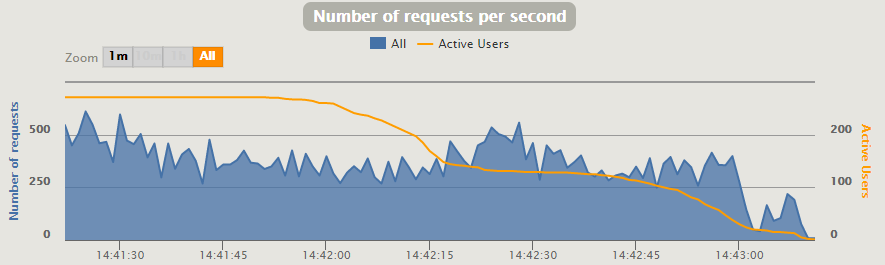 Number of requests per second
All Active Users
Zoom 1m 10m 1h All
Number of requests
500
250
0
Active Users
200
100
0
14:41:30 14:41:45 14:42:00 14:42:15 14:42:30 14:42:45 14:43:00